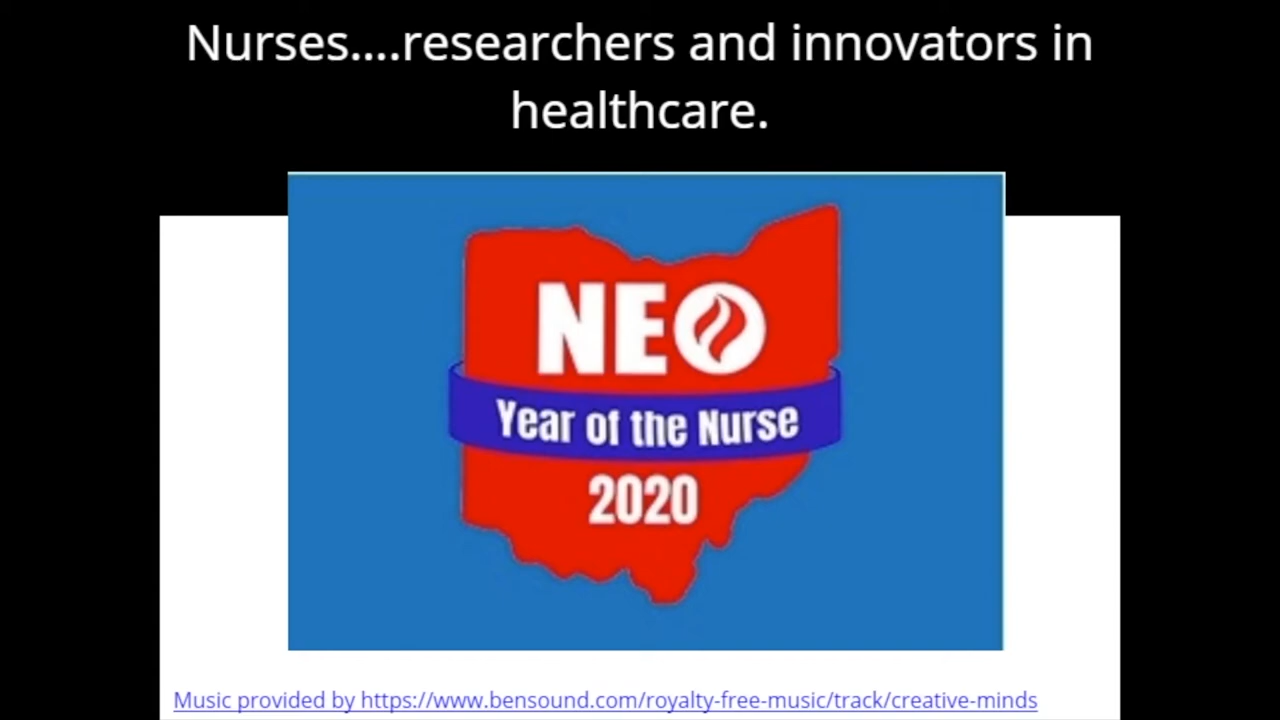 Nurses....researchers and innovators in
healthcare.
NEO
Year of the Nurse
2020
Music provided by https://www.bensound.com/royalty-free-music/track/creative-minds